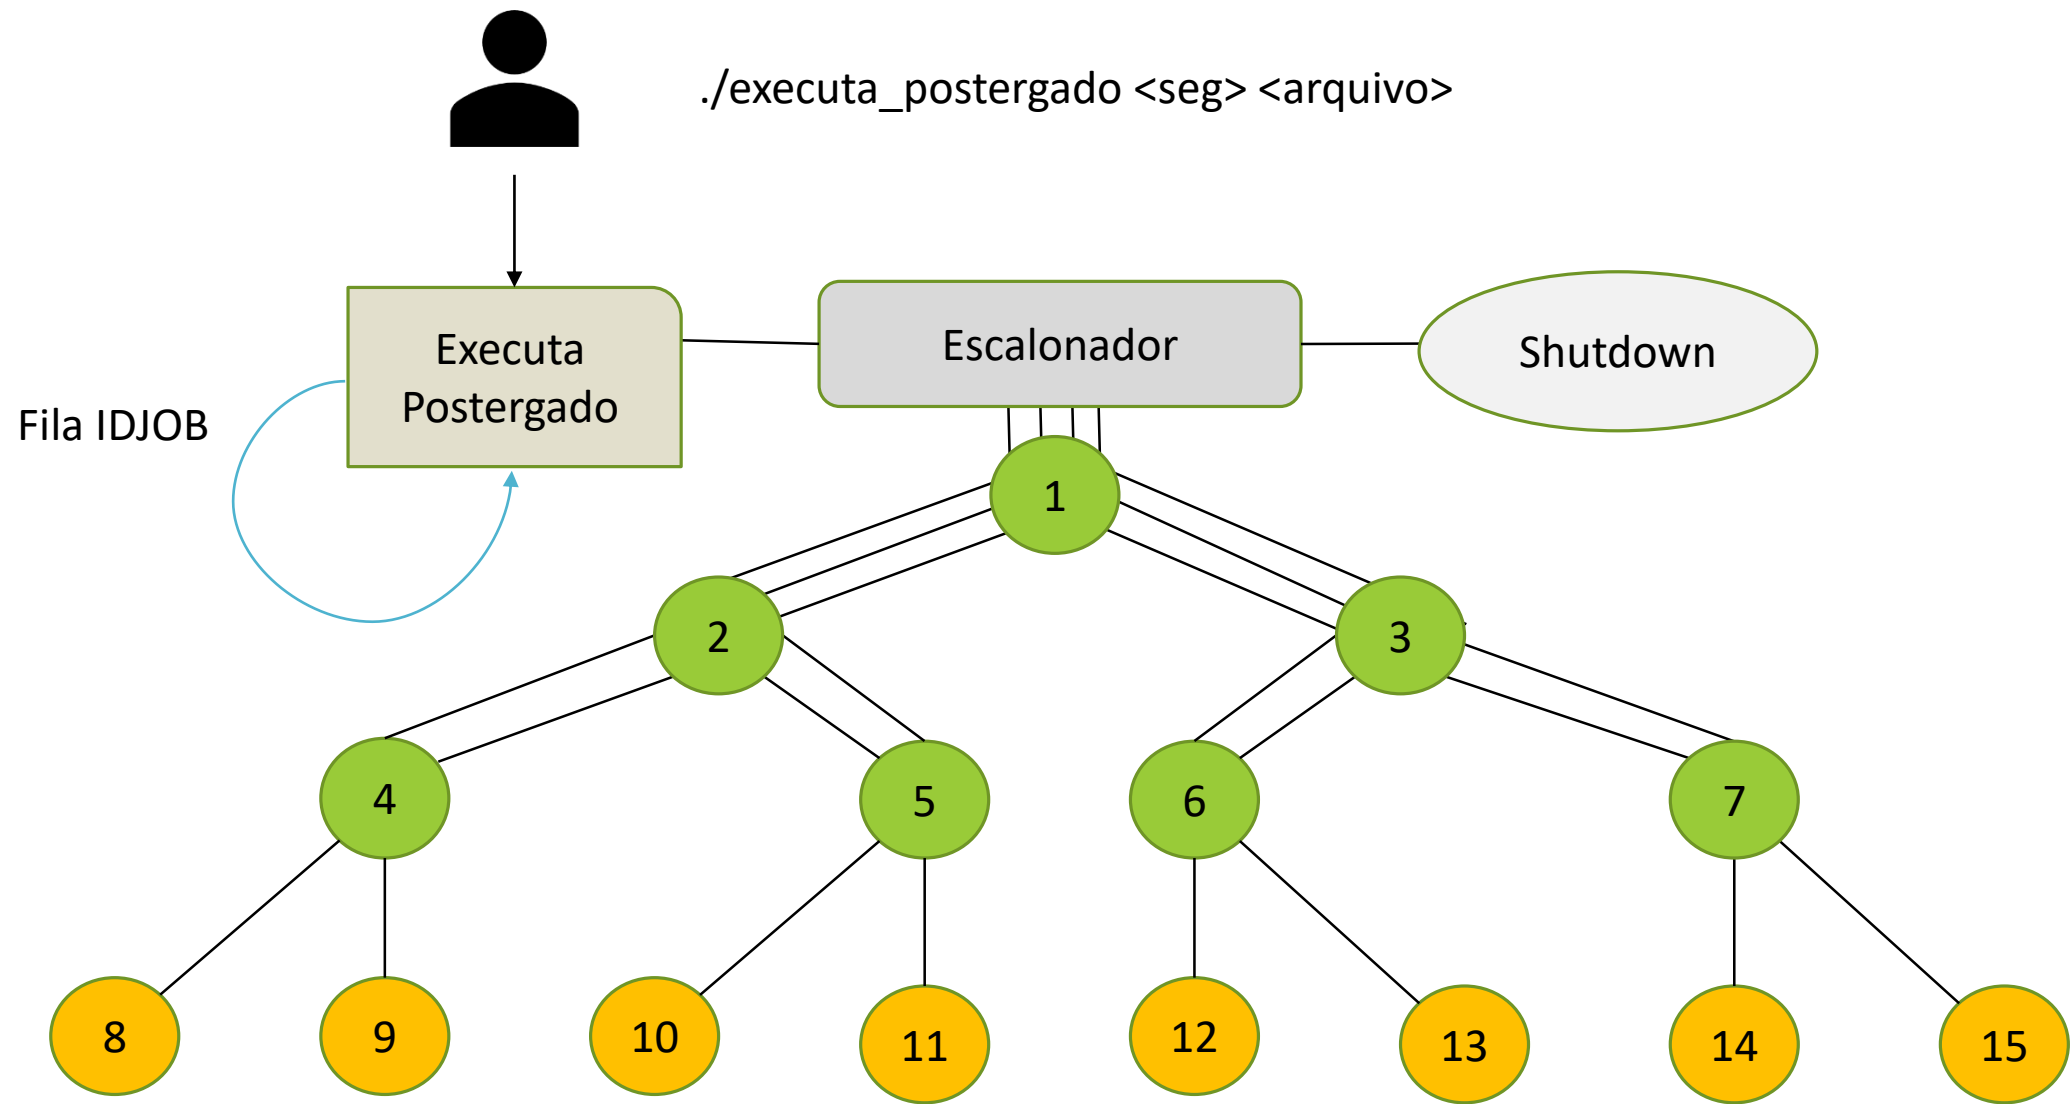 ./executa_postergado <seg> <arquivo>
Executa
Postergado
Escalonador
Shutdown
Fila IDJOB
1
2
3
4
5
6
7
8
9
10
11
12
13
14
15